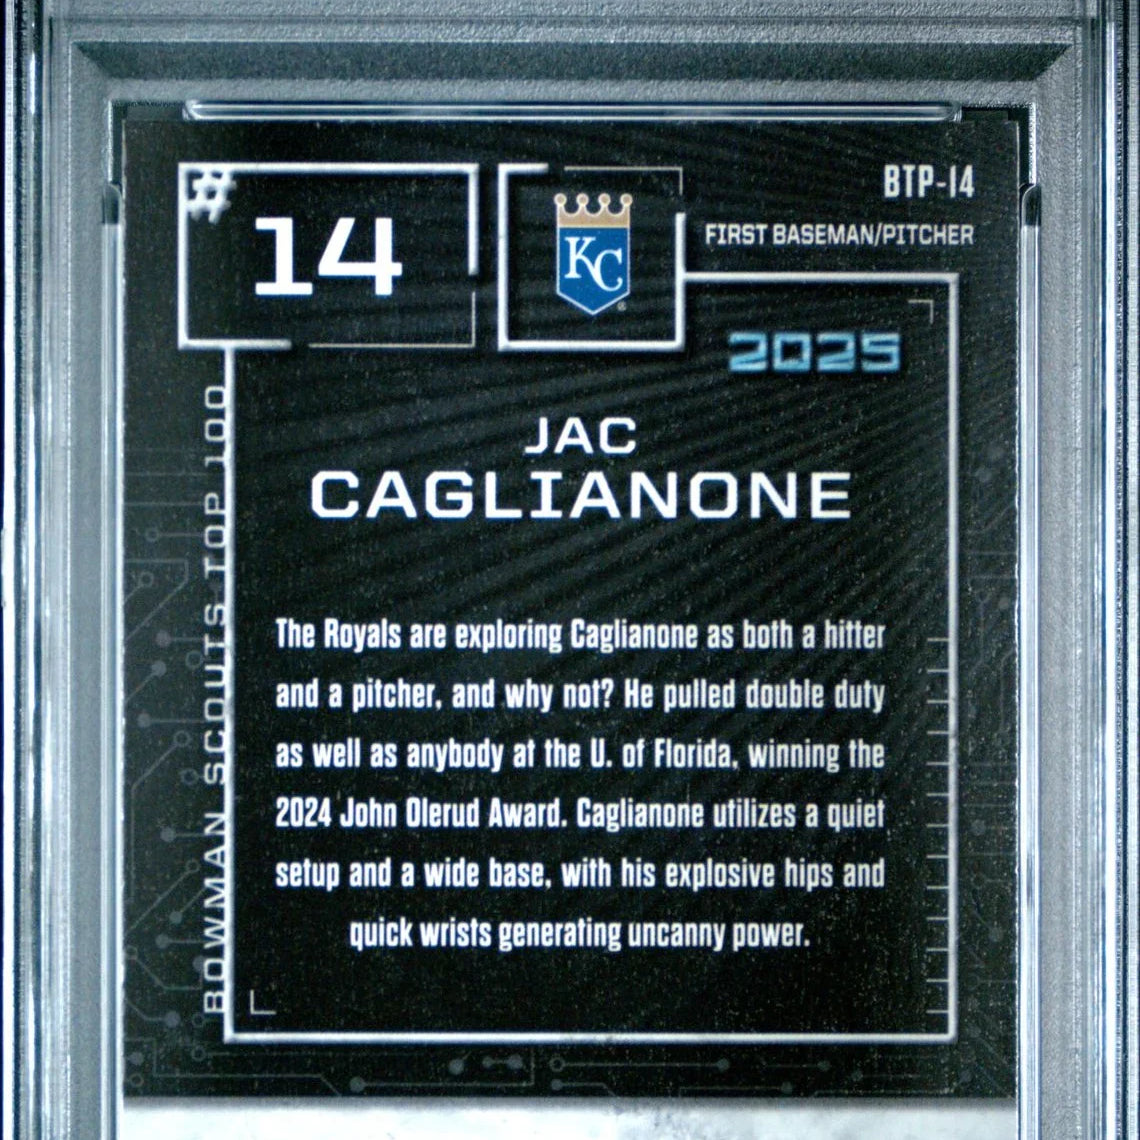 # 14
KC
®
BTP-14
FIRST BASEMAN/PITCHER
2025
JAC
CAGLIANONE
BOWMAN SCOUTS TOP 100
The Royals are exploring Caglianone as both a hitter
and a pitcher, and why not? He pulled double duty
as well as anybody at the U. of Florida, winning the
2024 John Olerud Award. Caglianone utilizes a quiet
setup and a wide base, with his explosive hips and
quick wrists generating uncanny power.